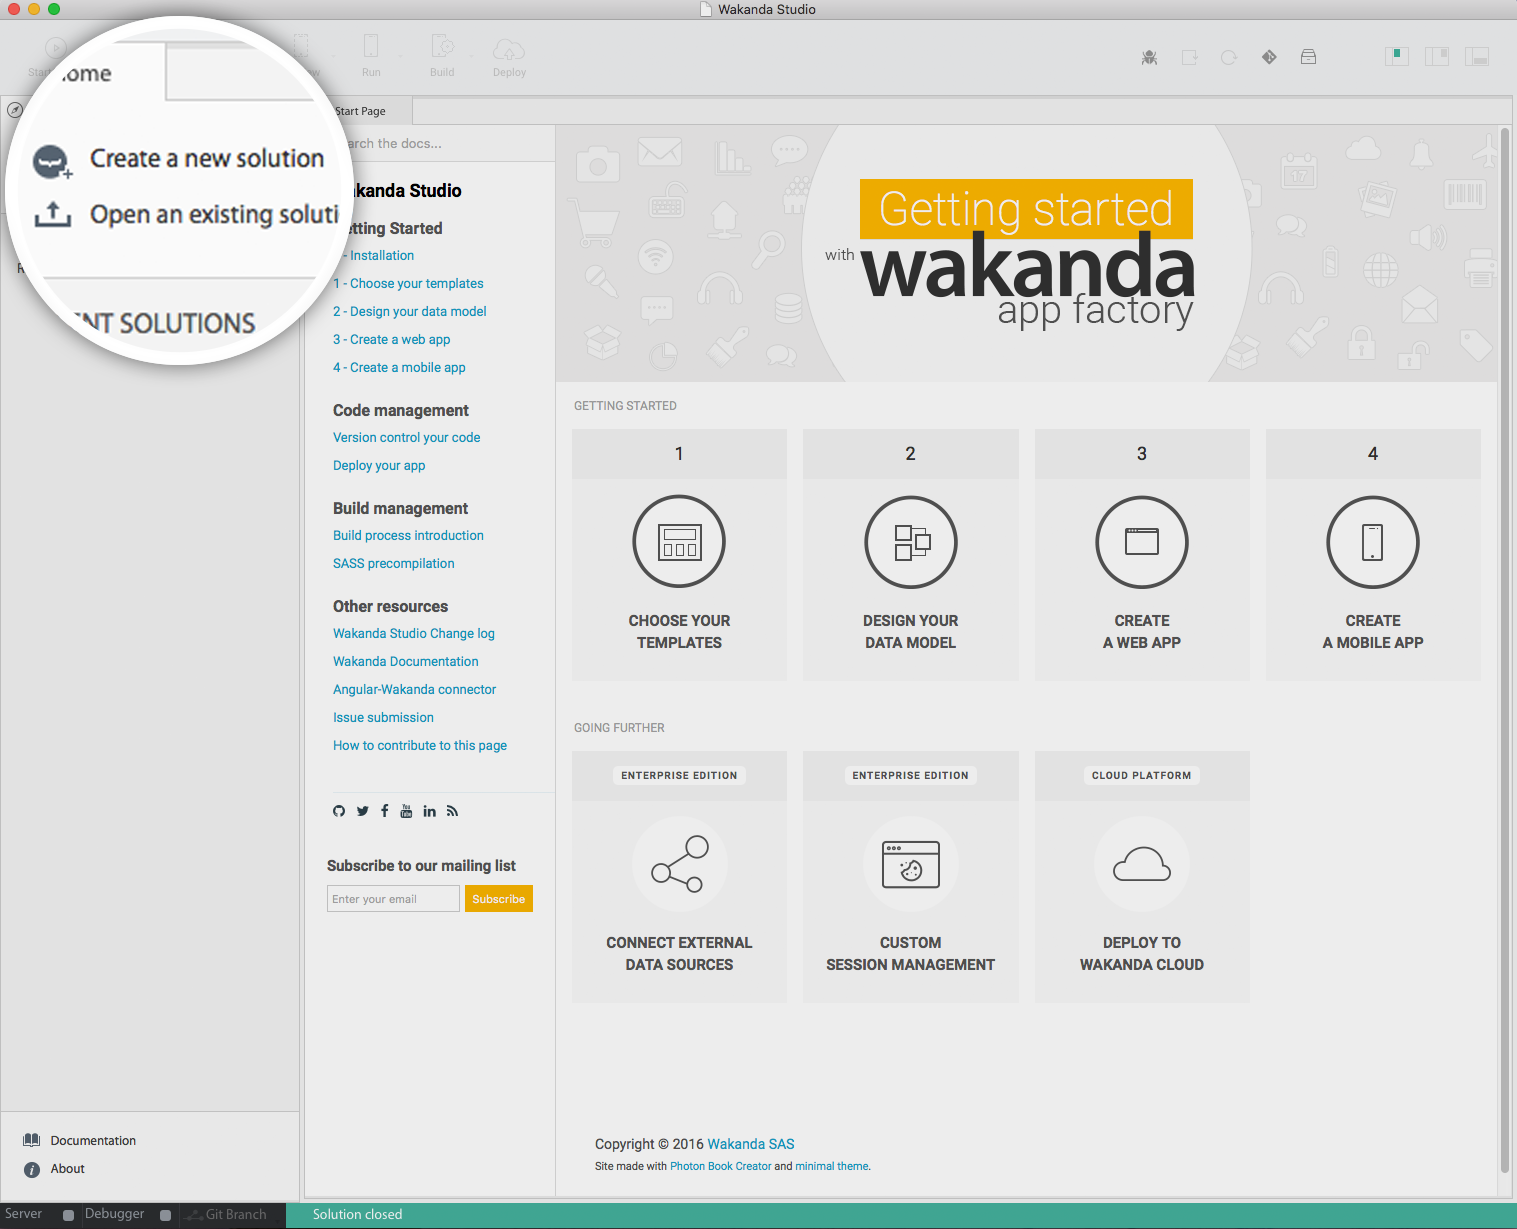 Wakanda Studio
Run
Build
Deploy
Start Page
Create a new solution
Open an existing
SOLUTIONS
the docs...
Studio
Started
Installation
1 - Choose your templates
2 - Design your data model
3 - Create a web app
4 - Create a mobile app
Code management
Version control your code
Deploy your app
Build management
Build process introduction
SASS precompilation
Other resources
Wakanda Studio Change log
Wakanda Documentation
Angular-Wakanda connector
Issue submission
How to contribute to this page
Subscribe to our mailing list
Enter your email
Subscribe
Documentation
About
17
Getting started
with wakanda
app factory
GETTING STARTED
1
CHOOSE YOUR
TEMPLATES
2
DESIGN YOUR
DATA MODEL
3
CREATE
A WEB APP
4
CREATE
A MOBILE APP
GOING FURTHER
ENTERPRISE EDITION
CONNECT EXTERNAL
DATA SOURCES
ENTERPRISE EDITION
CUSTOM
SESSION MANAGEMENT
CLOUD PLATFORM
DEPLOY TO
WAKANDA CLOUD
Copyright © 2016 Wakanda SAS
Site made with Photon Book Creator and minimal theme.
Server
Debugger
Git Branch
Solution closed